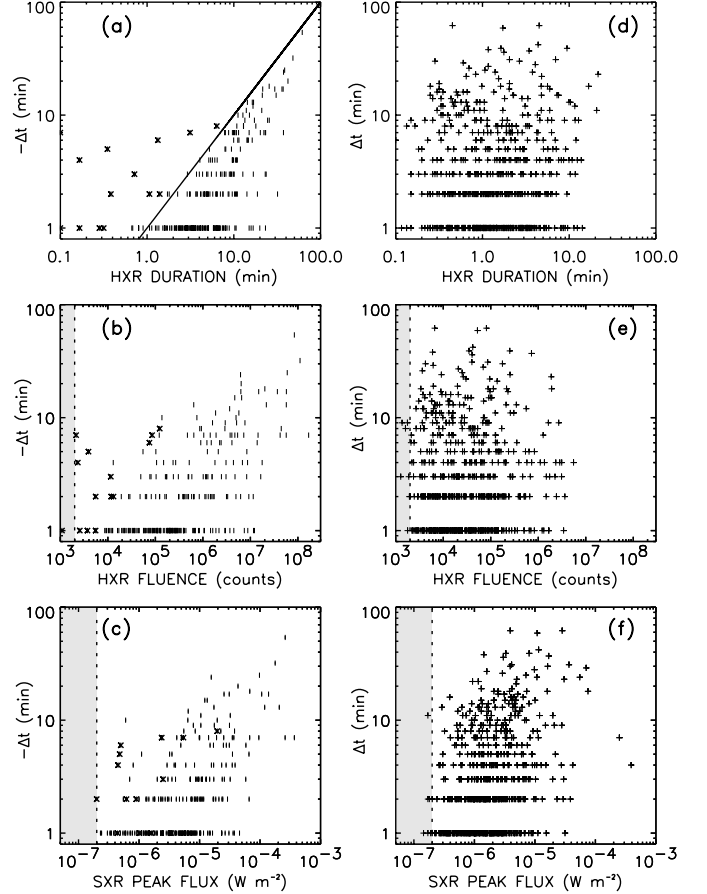 100
(a)
−Δt (min)
10
1
0.1 1.0 10.0 100.0
HXR DURATION (min)
100
(d)
Δt (min)
10
1
0.1 1.0 10.0 100.0
HXR DURATION (min)
100
(b)
−Δt (min)
10
1
10³ 10⁴ 10⁵ 10⁶ 10⁷ 10⁸
HXR FLUENCE (counts)
100
(e)
Δt (min)
10
1
10³ 10⁴ 10⁵ 10⁶ 10⁷ 10⁸
HXR FLUENCE (counts)
100
(c)
−Δt (min)
10
1
10⁻⁷ 10⁻⁶ 10⁻⁵ 10⁻⁴ 10⁻³
SXR PEAK FLUX (W m⁻²)
100
(f)
Δt (min)
10
1
10⁻⁷ 10⁻⁶ 10⁻⁵ 10⁻⁴ 10⁻³
SXR PEAK FLUX (W m⁻²)